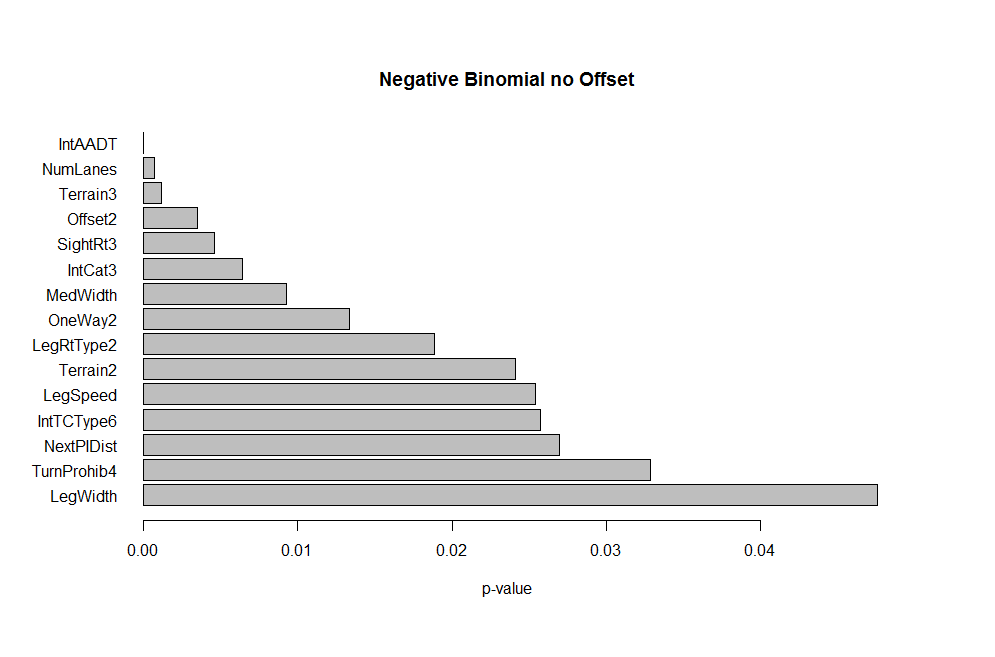 Negative Binomial no Offset
IntAADT
NumLanes
Terrain3
Offset2
SightRt3
IntCat3
MedWidth
OneWay2
LegRtType2
Terrain2
LegSpeed
IntTCType6
NextPIDist
TurnProhib4
LegWidth
0.00 0.01 0.02 0.03 0.04
p-value